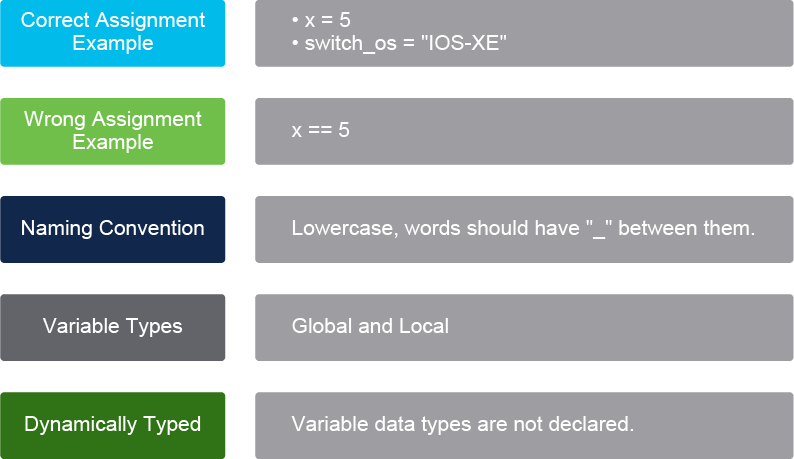 Correct Assignment
Example
• x = 5
• switch_os = "IOS-XE"
Wrong Assignment
Example
x == 5
Naming Convention
Lowercase, words should have "_" between them.
Variable Types
Global and Local
Dynamically Typed
Variable data types are not declared.